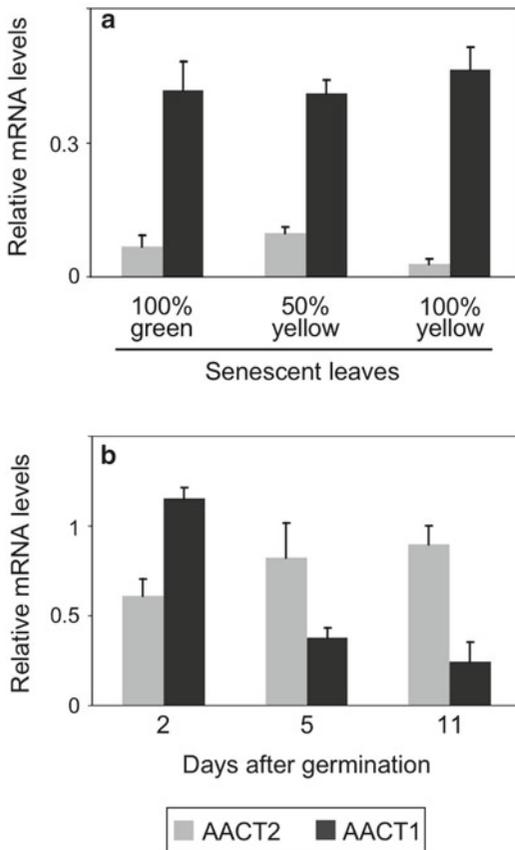 a
Relative mRNA levels
0.3
0
100% green
50% yellow
100% yellow
Senescent leaves
b
Relative mRNA levels
1
0.5
0
2 5 11
Days after germination
AACT2 AACT1